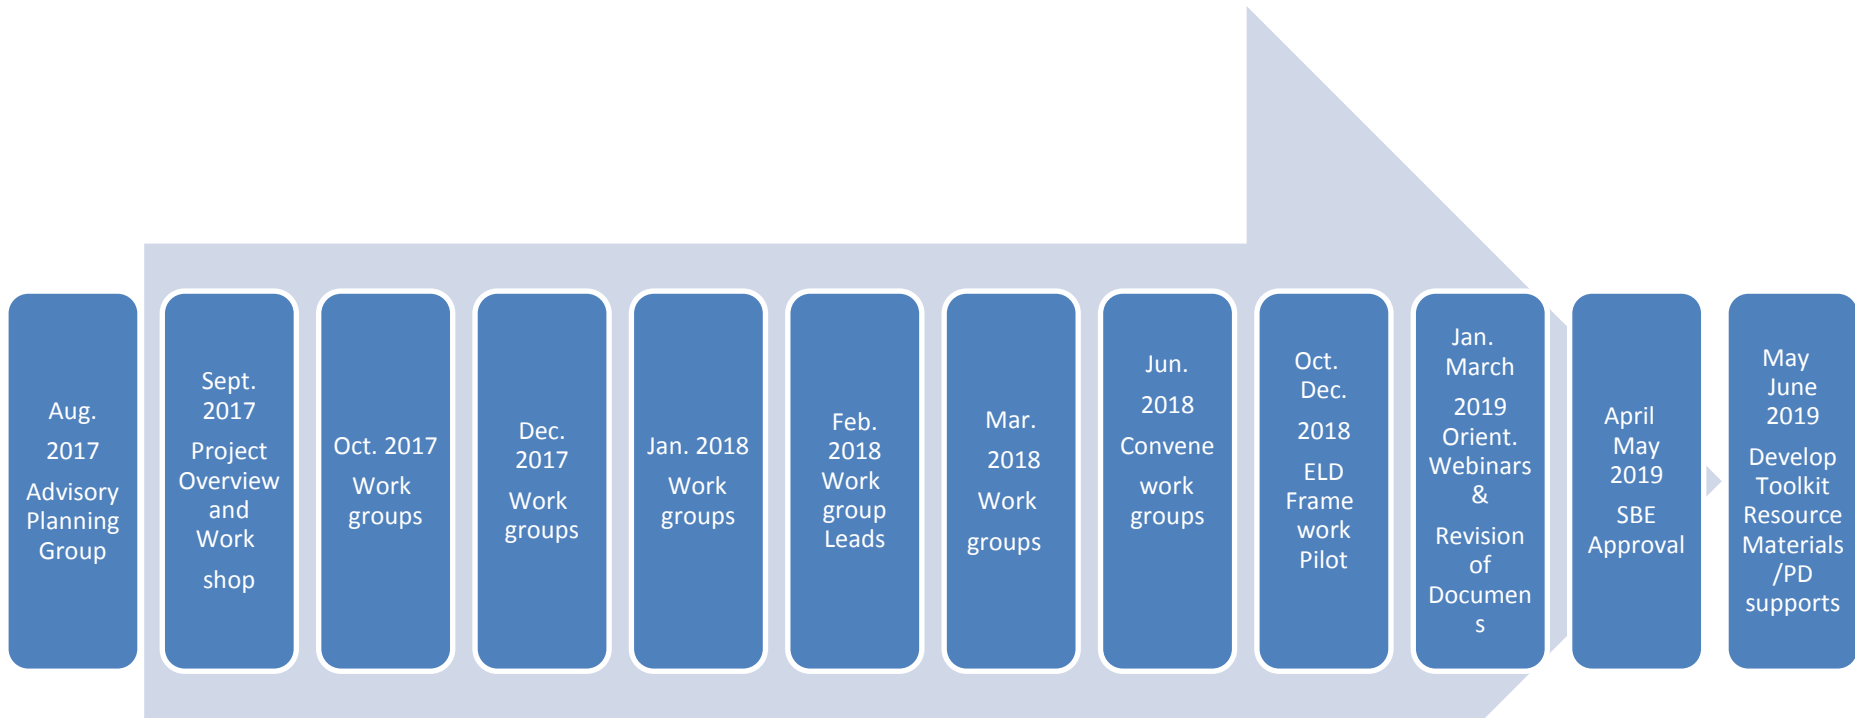 Aug.
2017
Advisory
Planning
Group
Sept.
2017
Project
Overview
and
Work
shop
Oct. 2017
Work
groups
Dec.
2017
Work
groups
Jan. 2018
Work
groups
Feb.
2018
Work
group
Leads
Mar.
2018
Work
groups
Jun.
2018
Convene
work
groups
Oct.
Dec.
2018
ELD
Frame
work
Pilot
Jan.
March
2019
Orient.
Webinars
&
Revision
of
Documen
s
April
May
2019
SBE
Approval
May
June
2019
Develop
Toolkit
Resource
Materials
/PD
supports